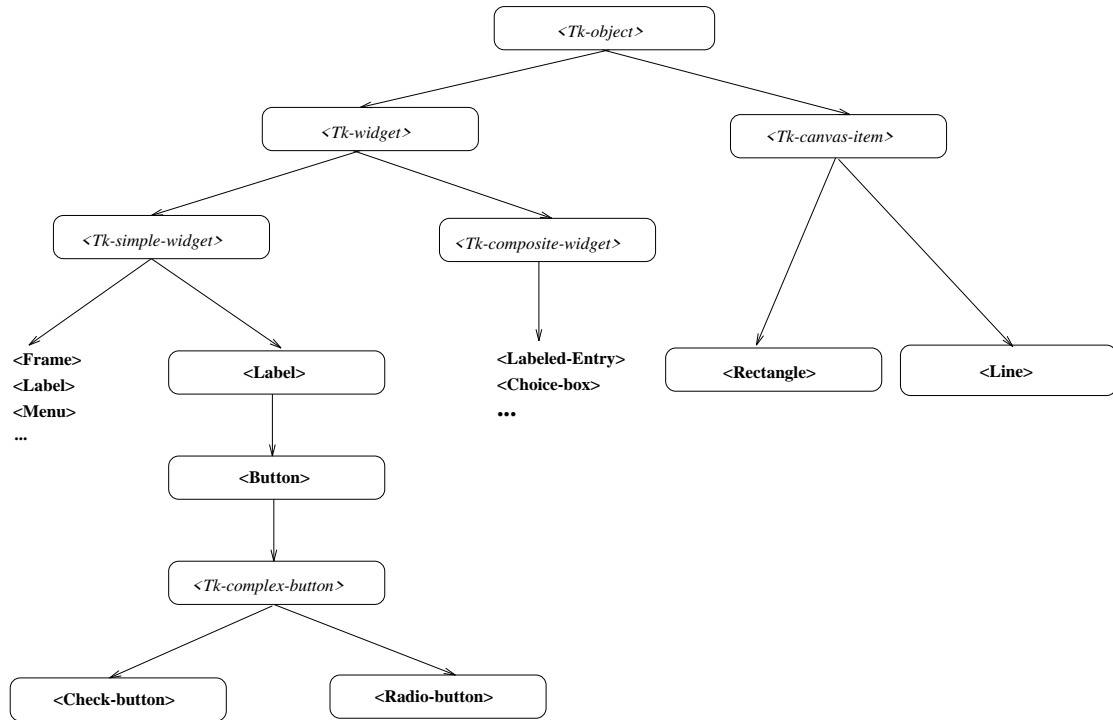 <Tk-object>
<Tk-widget>
<Tk-canvas-item>
<Tk-simple-widget>
<Tk-composite-widget>
<Frame>
<Label>
<Menu>
...
<Label>
<Labeled-Entry>
<Choice-box>
...
<Rectangle>
<Line>
<Button>
<Tk-complex-button>
<Check-button>
<Radio-button>